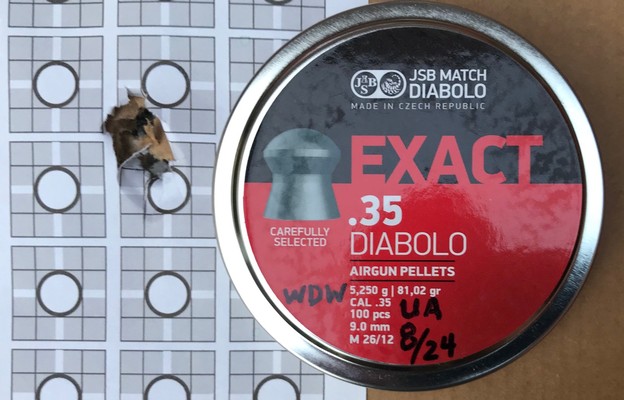 JSB
JSB MATCH
DIABOLO
MADE IN CZECH REPUBLIC
EXACT
.35
DIABOLO
CAREFULLY
SELECTED
AIRGUN PELLETS
5,250 g | 81,02 gr
CAL .35
100 pcs
9.0 mm
M 26/12
WDW
UA
8/24